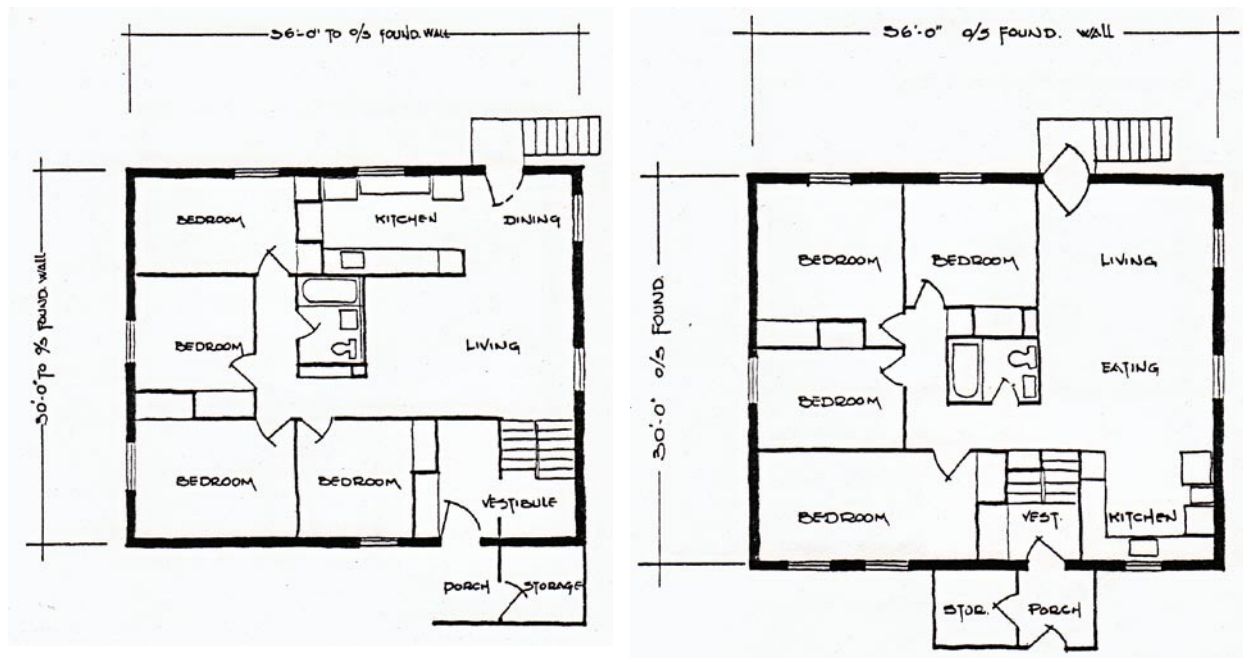 36'-0" TO O/S FOUND. WALL
30'-0" TO O/S FOUND. WALL
BEDROOM
KITCHEN
DINING
BEDROOM
LIVING
BEDROOM
BEDROOM
VESTIBULE
PORCH
STORAGE
36'-0" O/S FOUND. WALL
30'-0" O/S FOUND.
BEDROOM
BEDROOM
LIVING
EATING
BEDROOM
BEDROOM
VEST.
KITCHEN
STOR.
PORCH